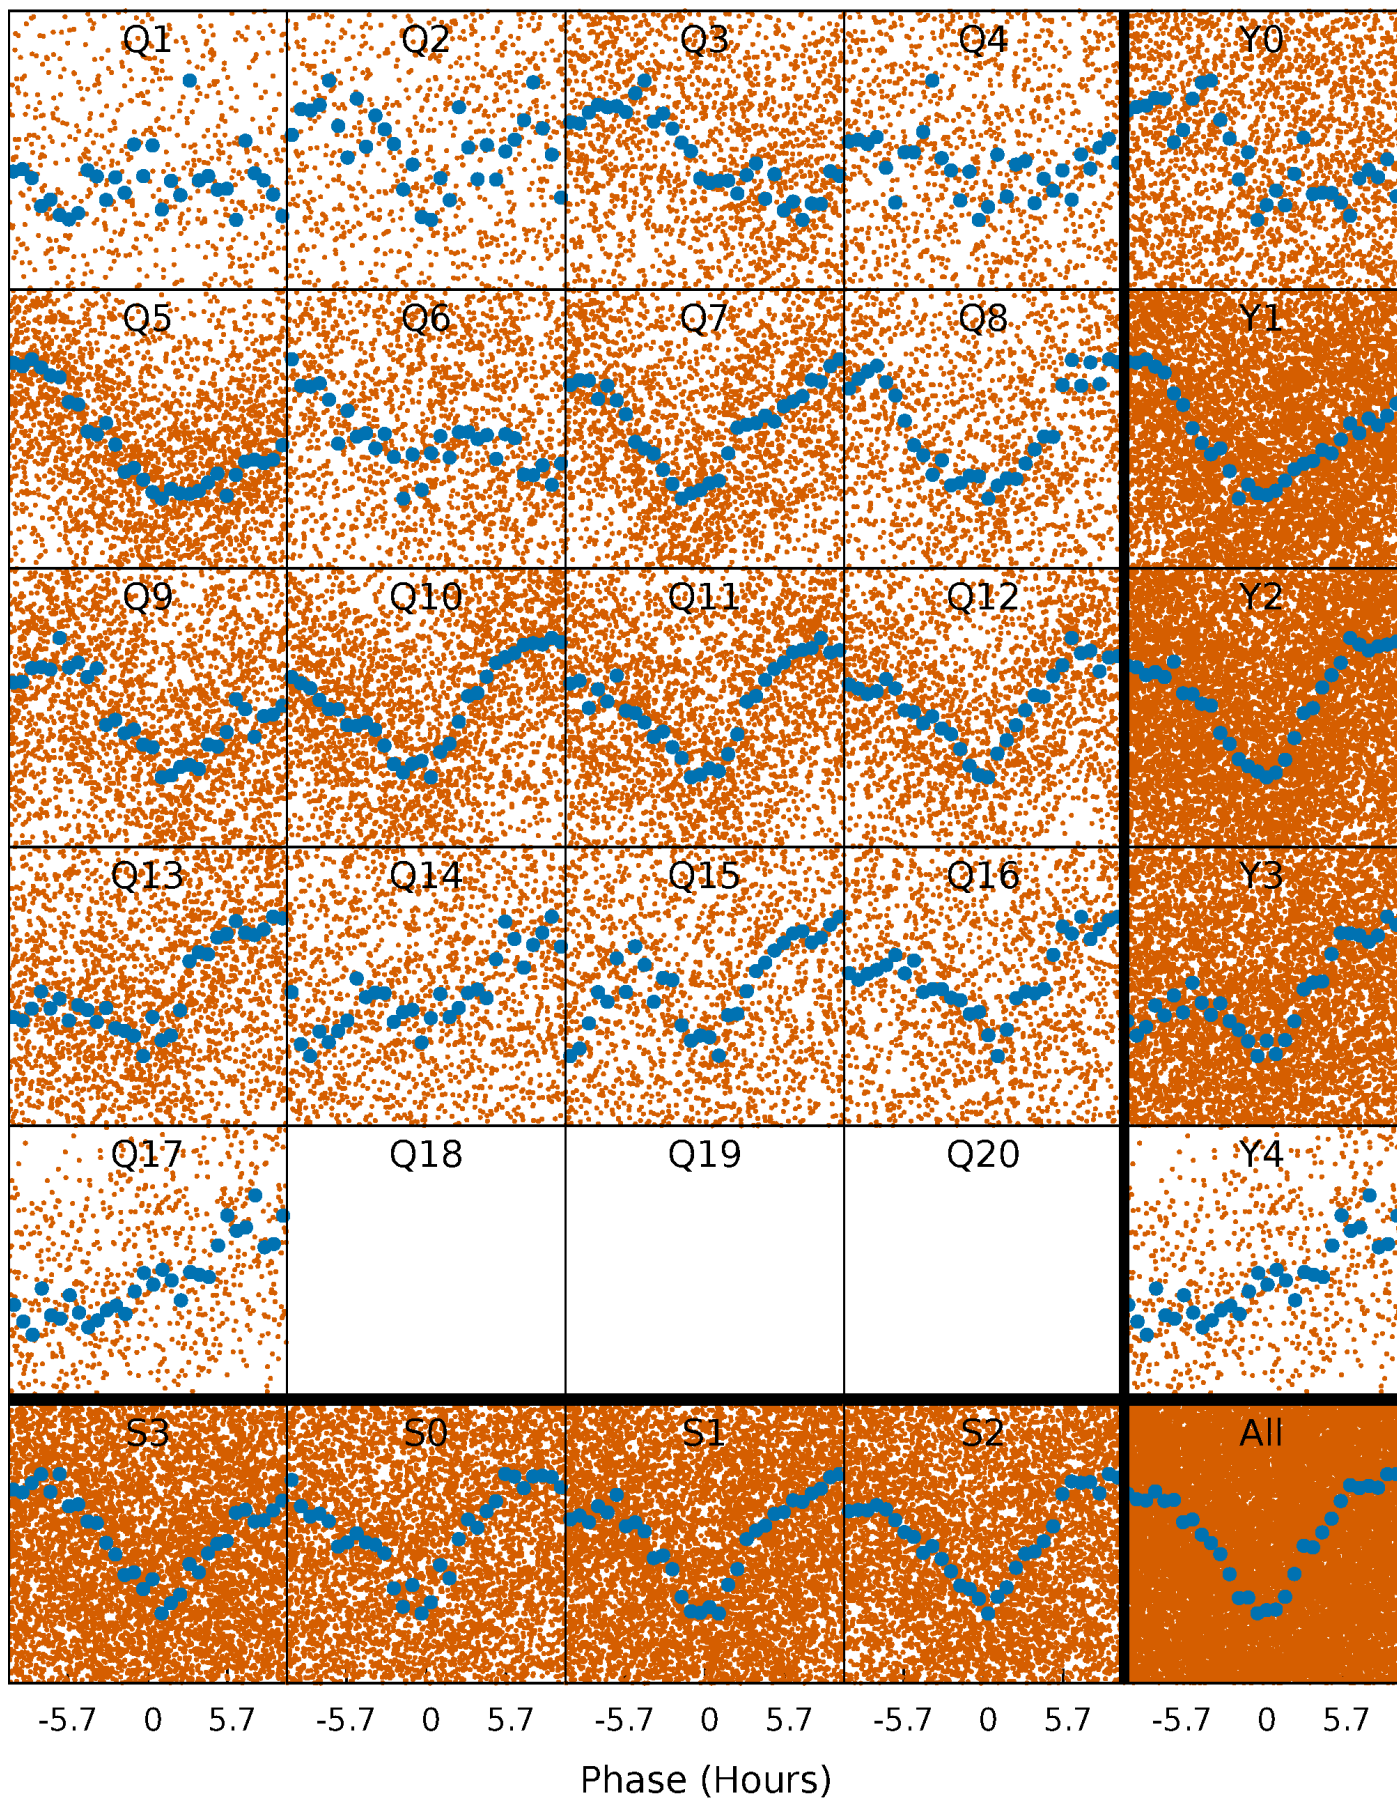 Q1 Q2 Q3 Q4 Y0
Q5 Q6 Q7 Q8 Y1
Q9 Q10 Q11 Q12 Y2
Q13 Q14 Q15 Q16 Y3
Q17 Q18 Q19 Q20 Y4
S3 S0 S1 S2 All
-5.7 0 5.7 -5.7 0 5.7 -5.7 0 5.7 -5.7 0 5.7 -5.7 0 5.7
Phase (Hours)